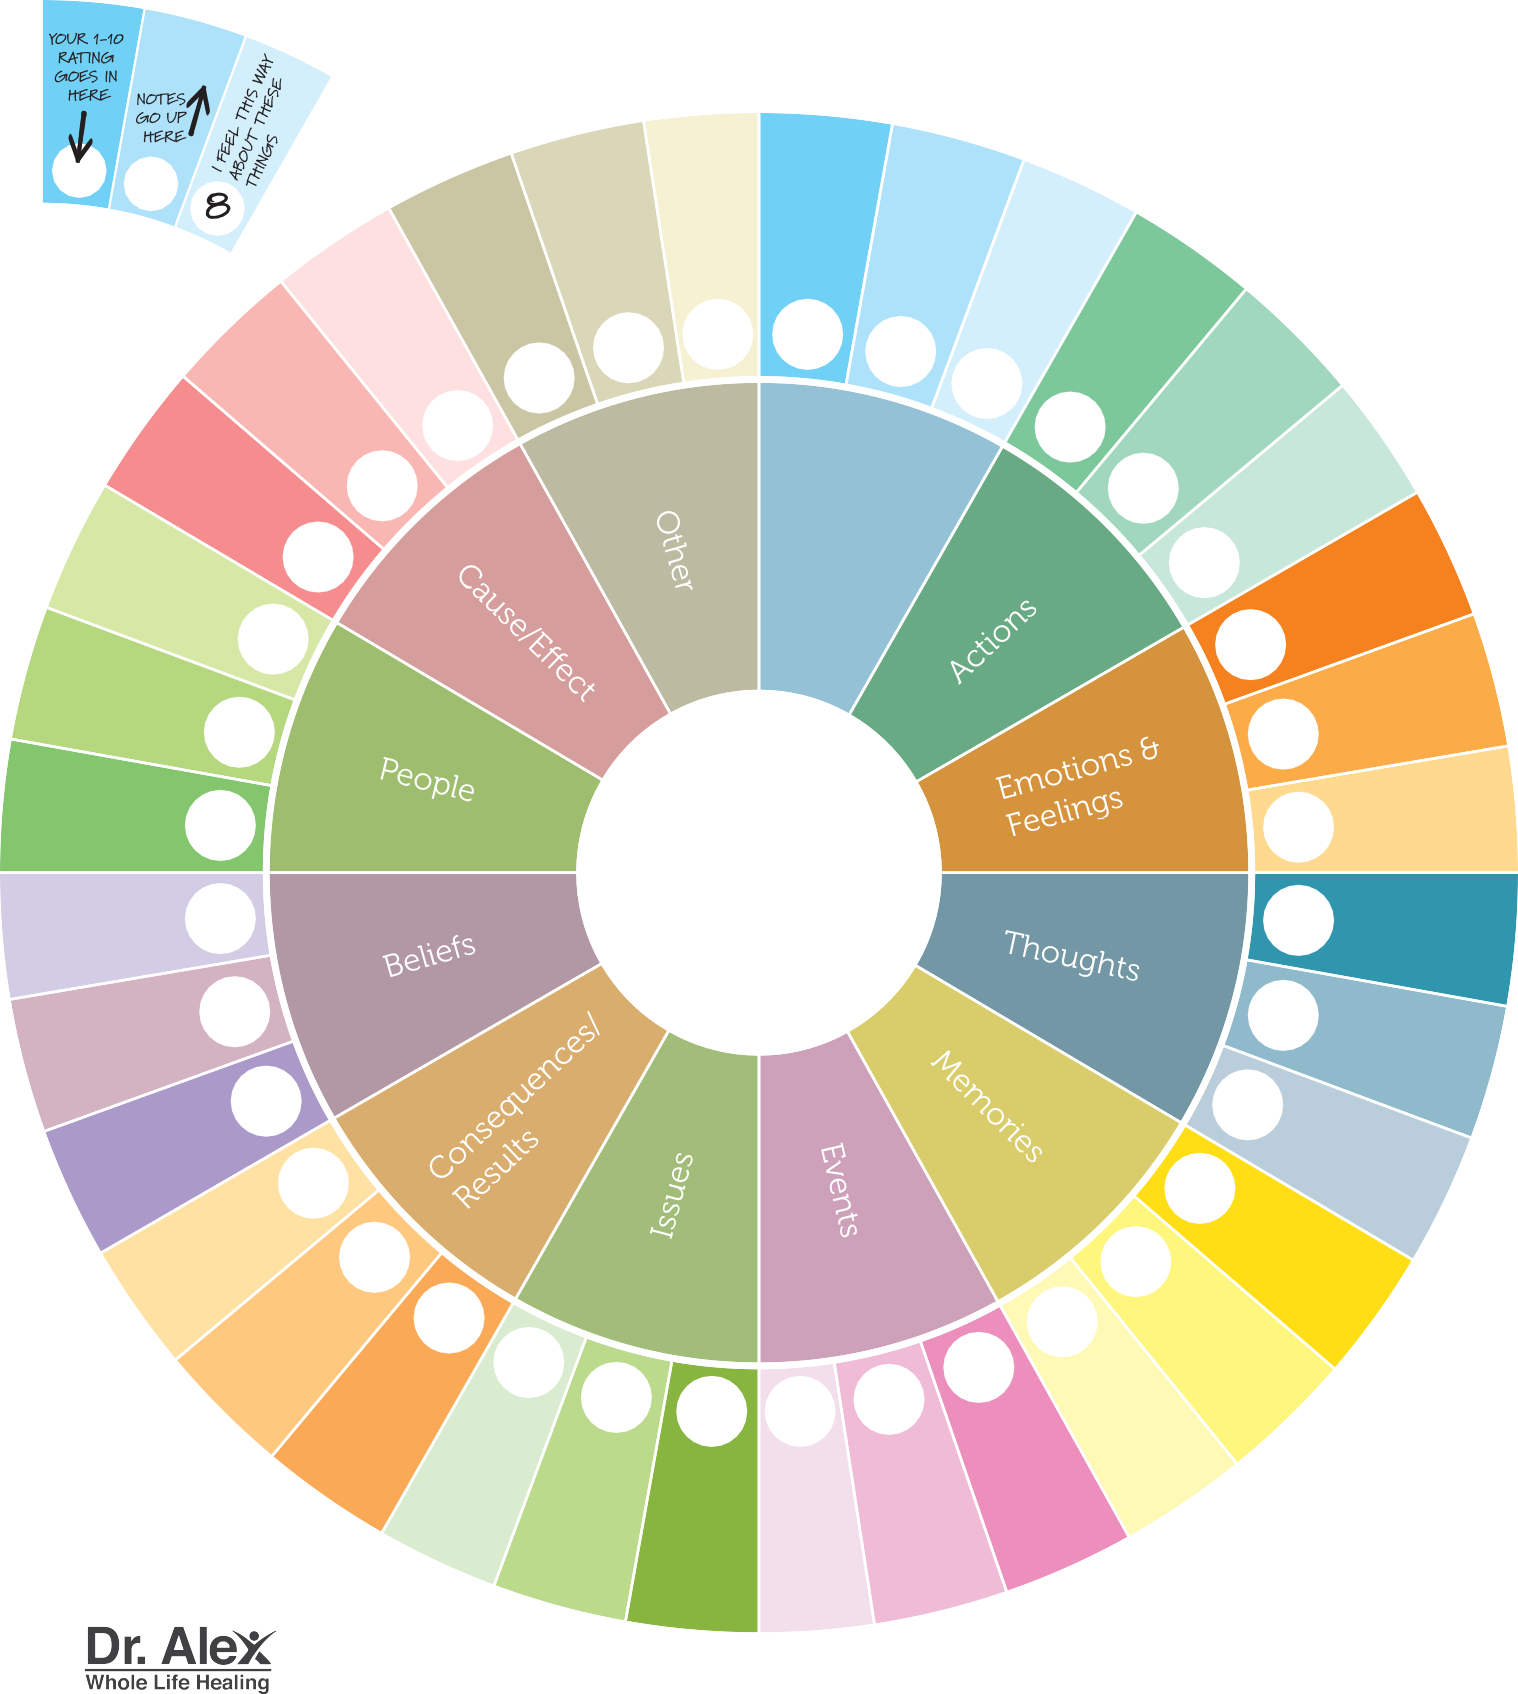 YOUR 1-10
RATING
GOES IN
HERE
NOTES
GO UP
HERE
I FEEL THIS WAY
ABOUT THESE
THINGS
8
Other
Actions
Cause/Effect
Emotions &
Feelings
People
Thoughts
Beliefs
Memories
Consequences/
Results
Events
Issues
Dr. Alex
Whole Life Healing